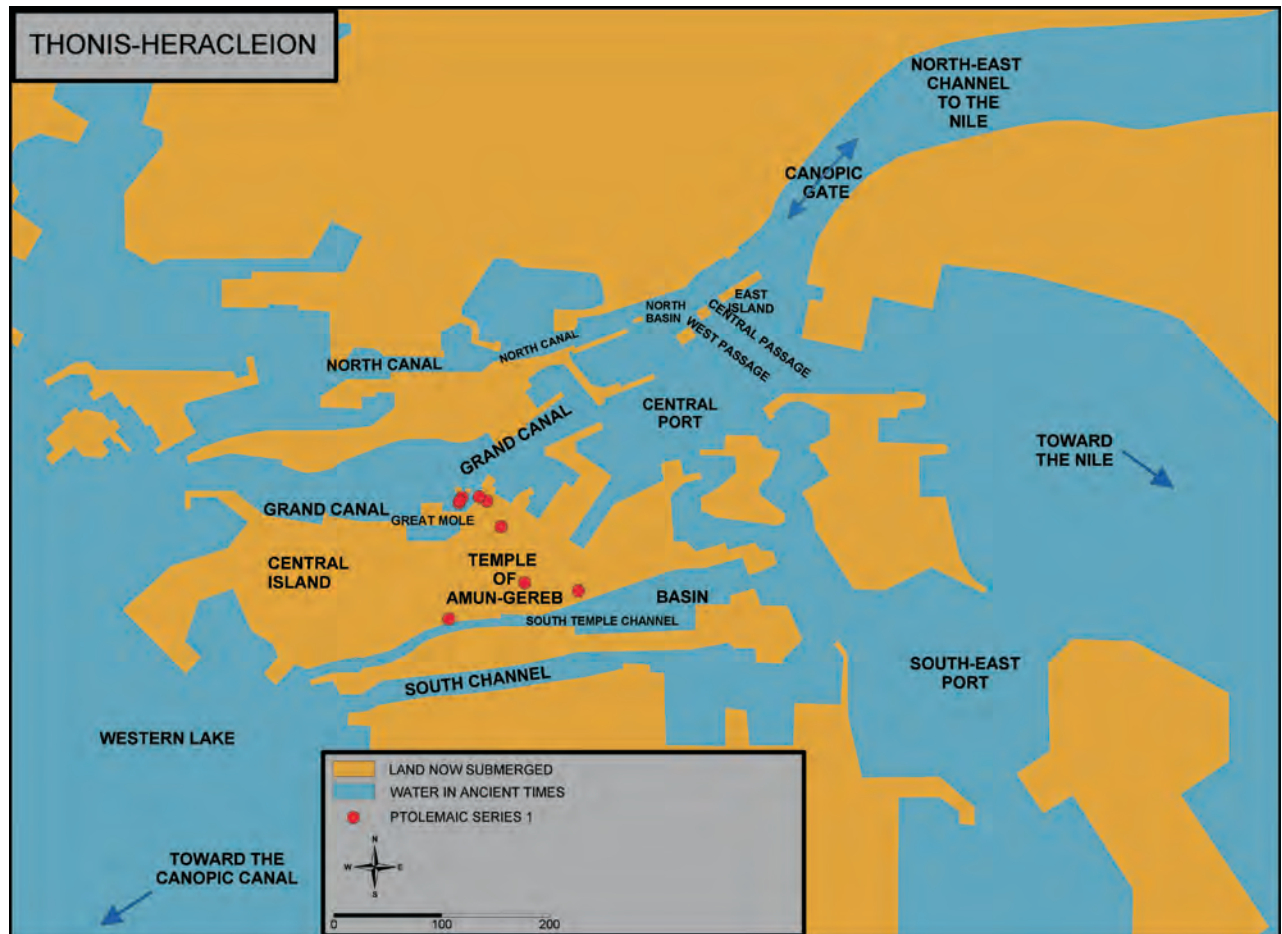 THONIS-HERACLEION
NORTH-EAST
CHANNEL
TO THE
NILE
CANOPIC
GATE
EAST
ISLAND
NORTH
BASIN
CENTRAL PASSAGE
WEST PASSAGE
NORTH CANAL
NORTH CANAL
CENTRAL
PORT
GRAND CANAL
TOWARD
THE NILE
GRAND CANAL
GREAT MOLE
CENTRAL
ISLAND
TEMPLE
OF
AMUN-GEREB
BASIN
SOUTH TEMPLE CHANNEL
SOUTH CHANNEL
SOUTH-EAST
PORT
WESTERN LAKE
TOWARD THE
CANOPIC CANAL
LAND NOW SUBMERGED
WATER IN ANCIENT TIMES
PTOLEMAIC SERIES 1
N
W E
S
0 100 200